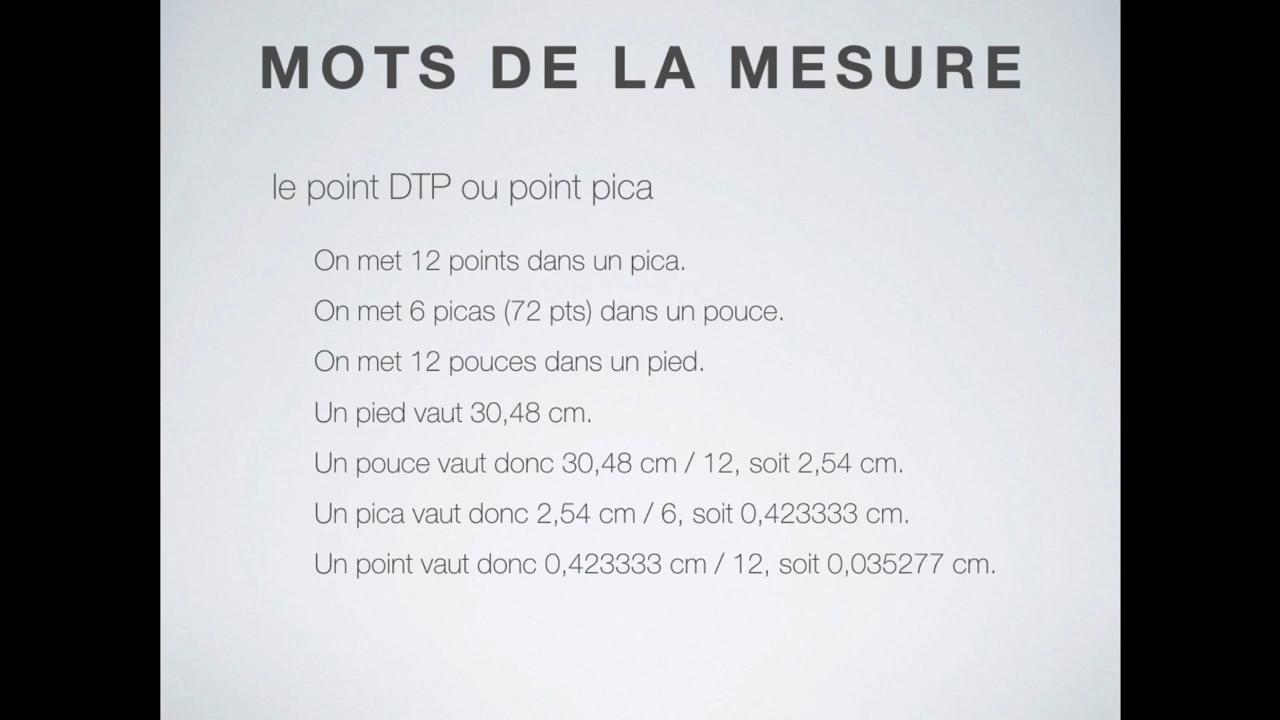 MOTS DE LA MESURE
le point DTP ou point pica
On met 12 points dans un pica.
On met 6 picas (72 pts) dans un pouce.
On met 12 pouces dans un pied.
Un pied vaut 30,48 cm.
Un pouce vaut donc 30,48 cm / 12, soit 2,54 cm.
Un pica vaut donc 2,54 cm / 6, soit 0,423333 cm.
Un point vaut donc 0,423333 cm / 12, soit 0,035277 cm.